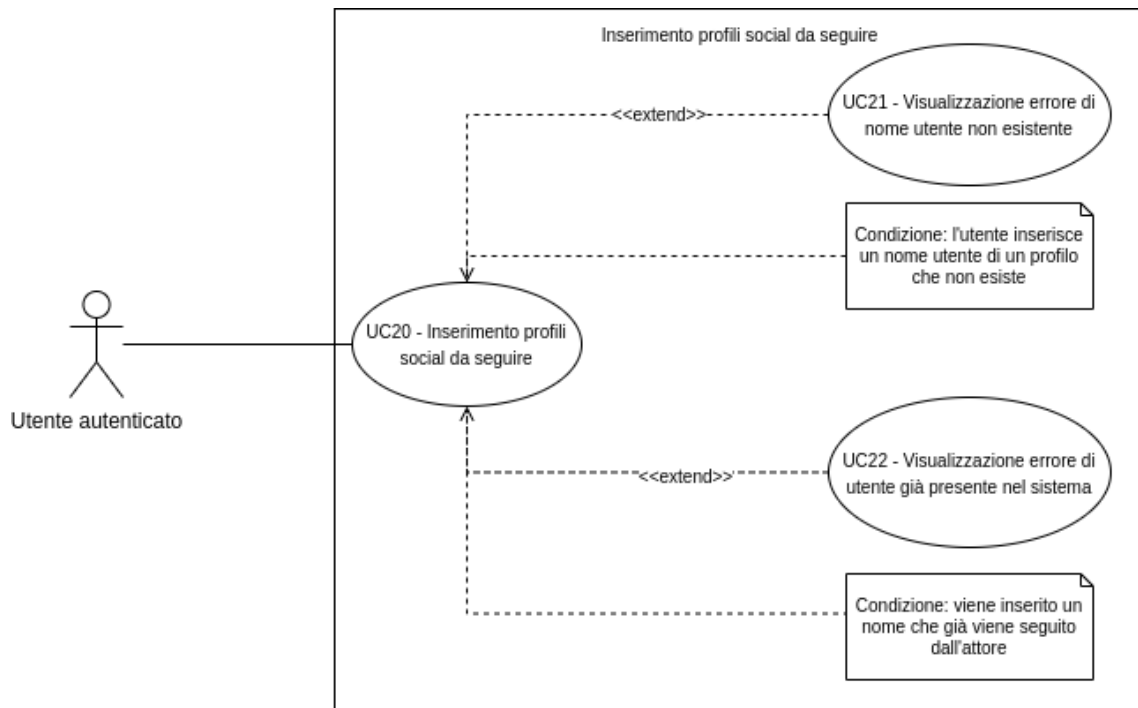 Inserimento profili social da seguire
UC21 - Visualizzazione errore di
nome utente non esistente
<<extend>>
Condizione: l'utente inserisce
un nome utente di un profilo
che non esiste
UC20 - Inserimento profili
social da seguire
Utente autenticato
UC22 - Visualizzazione errore di
utente già presente nel sistema
<<extend>>
Condizione: viene inserito un
nome che già viene seguito
dall'attore